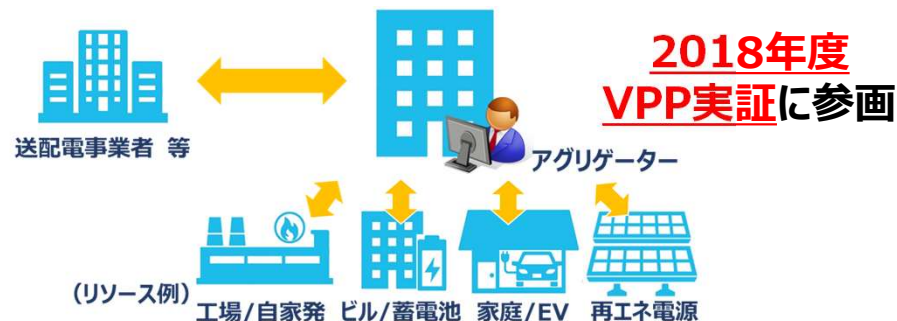 2018年度
VPP実証に参画
送配電事業者 等
アグリゲーター
(リソース例)
工場/自家発 ビル/蓄電池 家庭/EV 再エネ電源